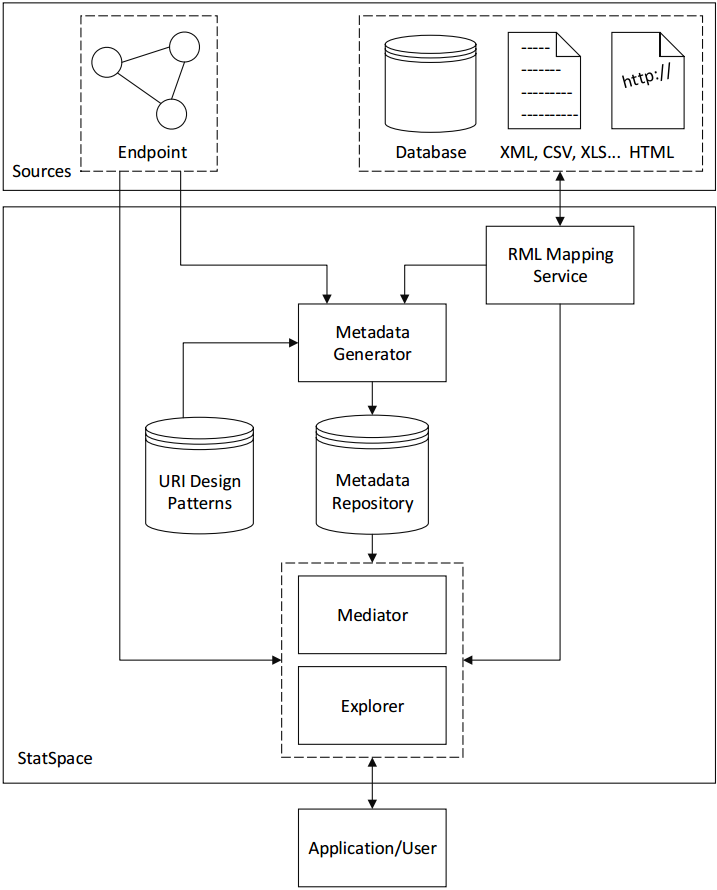 http://
Endpoint
Database
XML, CSV, XLS...
HTML
Sources
RML Mapping
Service
Metadata
Generator
URI Design
Patterns
Metadata
Repository
Mediator
Explorer
StatSpace
Application/User